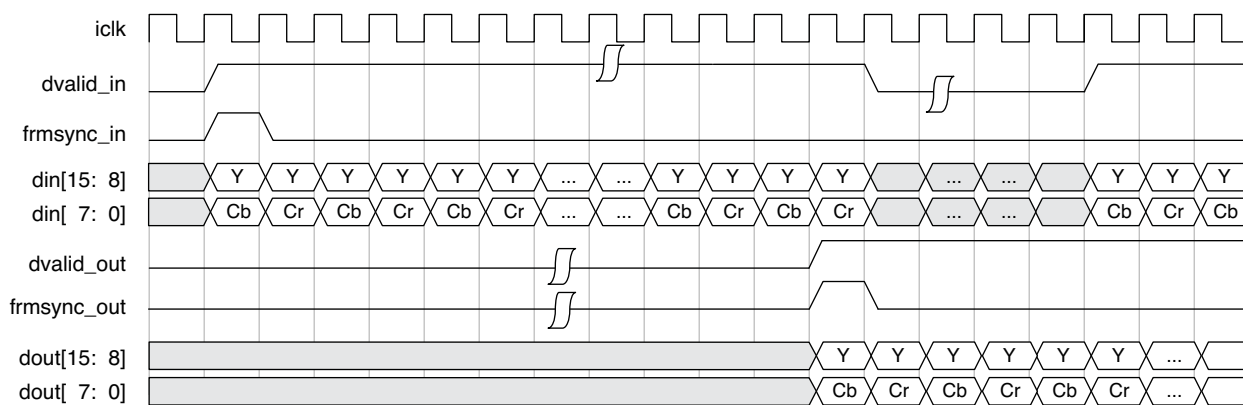 iclk
dvalid_in
frmsync_in
din[15: 8] Y Y Y Y Y Y ... ... Y Y Y Y ... ... Y Y Y
din[ 7: 0] Cb Cr Cb Cr Cb Cr ... ... Cb Cr Cb Cr ... ... Cb Cr Cb
dvalid_out
frmsync_out
dout[15: 8] Y Y Y Y Y Y ...
dout[ 7: 0] Cb Cr Cb Cr Cb Cr ...